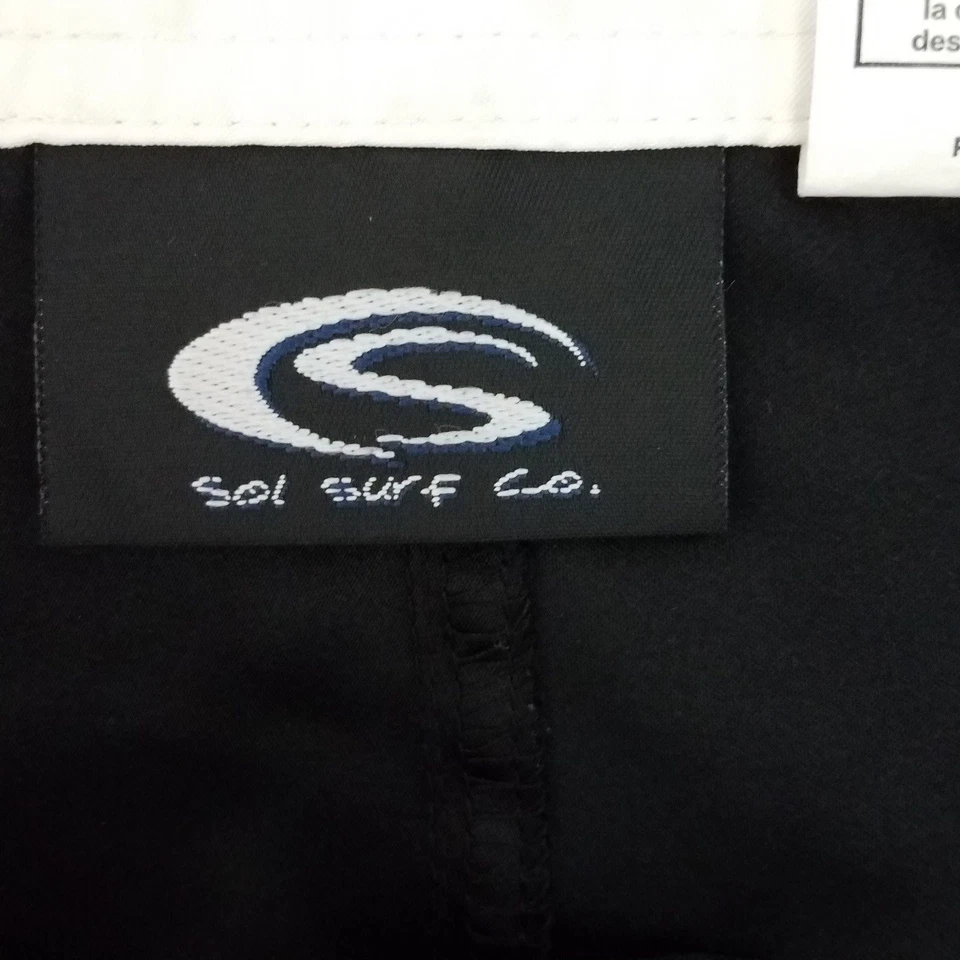 la
des
Sol Surf Co.